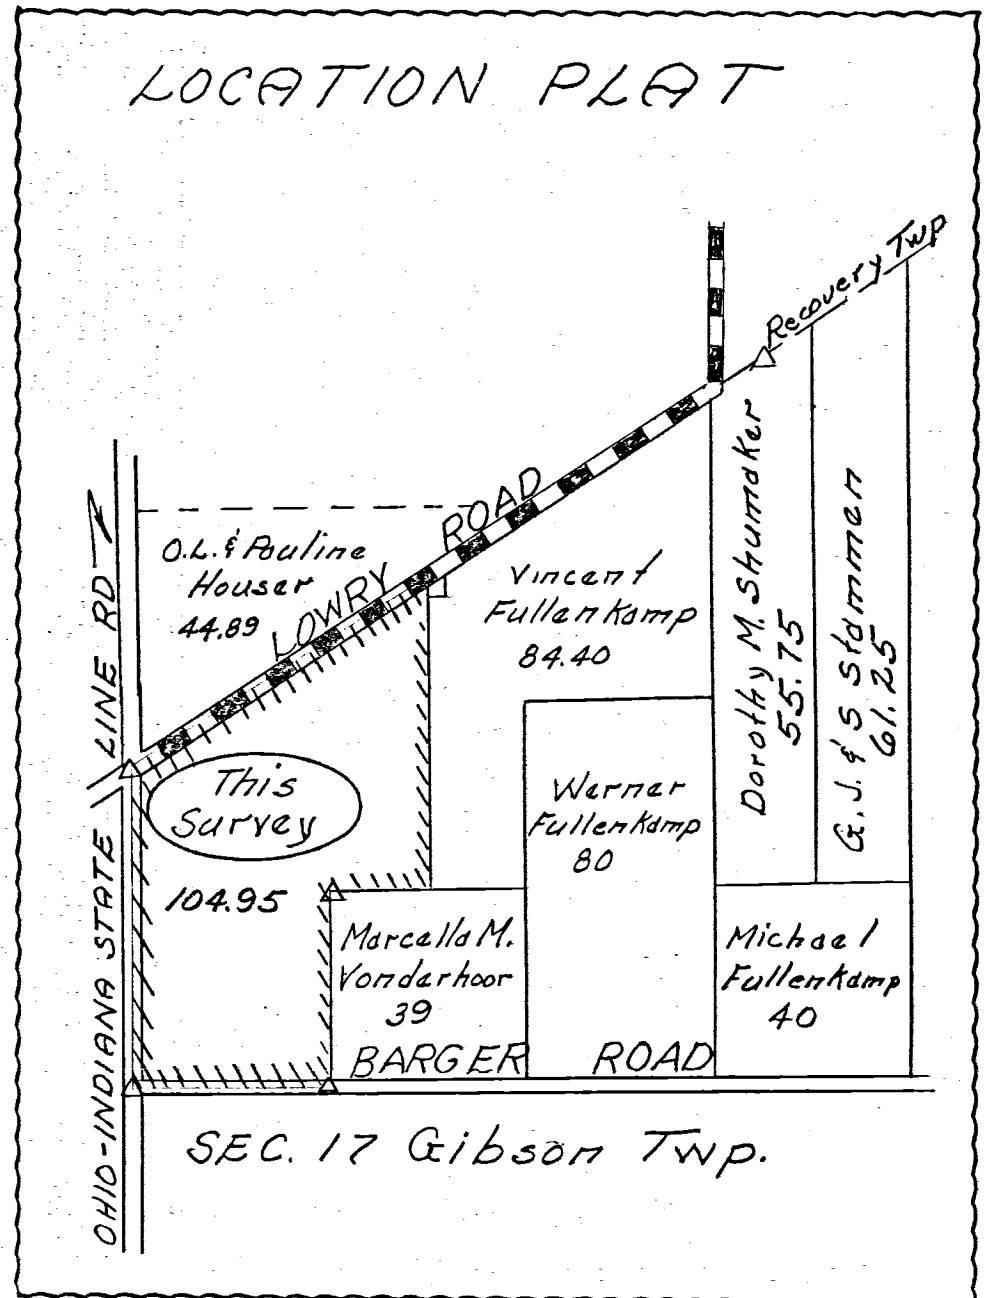 LOCATION PLAT
Recovery Twp
O.L. & Pauline
Houser
44.89
LOWRY ROAD
Vincent
Fullenkamp
84.40
Dorothy M. Shumaker
55.75
G. J. & S Stammen
61.25
OHIO-INDIANA STATE LINE RD
This
Survey
104.95
Werner
Fullenkamp
80
Marcella M.
Vonderhoor
39
Michael
Fullenkamp
40
BARGER ROAD
SEC. 17 Gibson Twp.